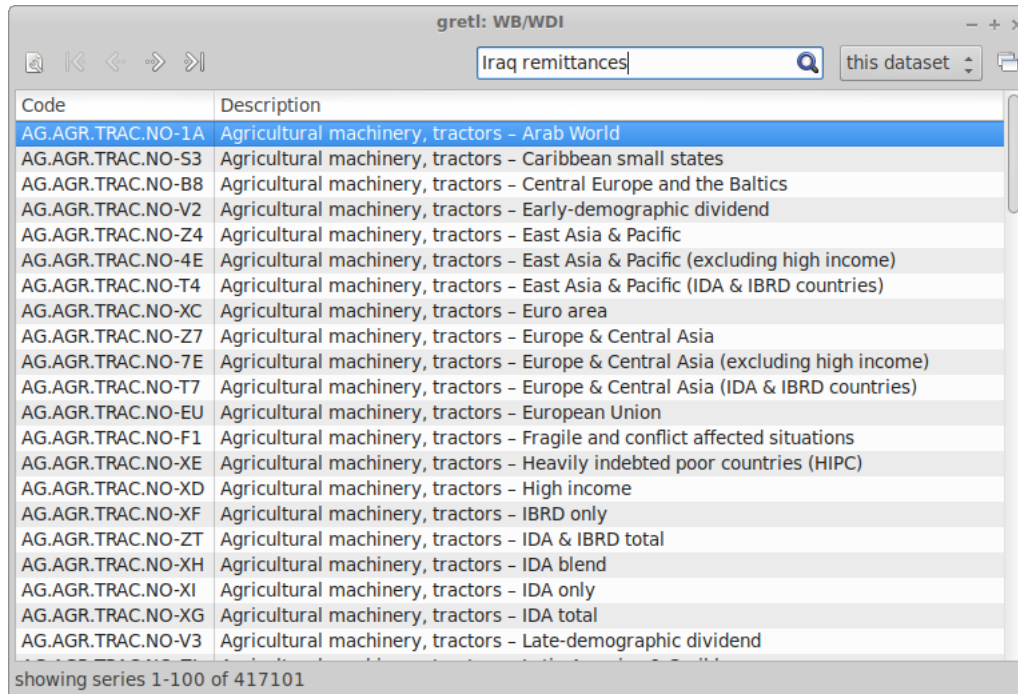 gretl: WB/WDI
Iraq remittances
this dataset
Code Description
AG.AGR.TRAC.NO-1A Agricultural machinery, tractors – Arab World
AG.AGR.TRAC.NO-S3 Agricultural machinery, tractors – Caribbean small states
AG.AGR.TRAC.NO-B8 Agricultural machinery, tractors – Central Europe and the Baltics
AG.AGR.TRAC.NO-V2 Agricultural machinery, tractors – Early-demographic dividend
AG.AGR.TRAC.NO-Z4 Agricultural machinery, tractors – East Asia & Pacific
AG.AGR.TRAC.NO-4E Agricultural machinery, tractors – East Asia & Pacific (excluding high income)
AG.AGR.TRAC.NO-T4 Agricultural machinery, tractors – East Asia & Pacific (IDA & IBRD countries)
AG.AGR.TRAC.NO-XC Agricultural machinery, tractors – Euro area
AG.AGR.TRAC.NO-Z7 Agricultural machinery, tractors – Europe & Central Asia
AG.AGR.TRAC.NO-7E Agricultural machinery, tractors – Europe & Central Asia (excluding high income)
AG.AGR.TRAC.NO-T7 Agricultural machinery, tractors – Europe & Central Asia (IDA & IBRD countries)
AG.AGR.TRAC.NO-EU Agricultural machinery, tractors – European Union
AG.AGR.TRAC.NO-F1 Agricultural machinery, tractors – Fragile and conflict affected situations
AG.AGR.TRAC.NO-XE Agricultural machinery, tractors – Heavily indebted poor countries (HIPC)
AG.AGR.TRAC.NO-XD Agricultural machinery, tractors – High income
AG.AGR.TRAC.NO-XF Agricultural machinery, tractors – IBRD only
AG.AGR.TRAC.NO-ZT Agricultural machinery, tractors – IDA & IBRD total
AG.AGR.TRAC.NO-XH Agricultural machinery, tractors – IDA blend
AG.AGR.TRAC.NO-XI Agricultural machinery, tractors – IDA only
AG.AGR.TRAC.NO-XG Agricultural machinery, tractors – IDA total
AG.AGR.TRAC.NO-V3 Agricultural machinery, tractors – Late-demographic dividend
showing series 1-100 of 417101